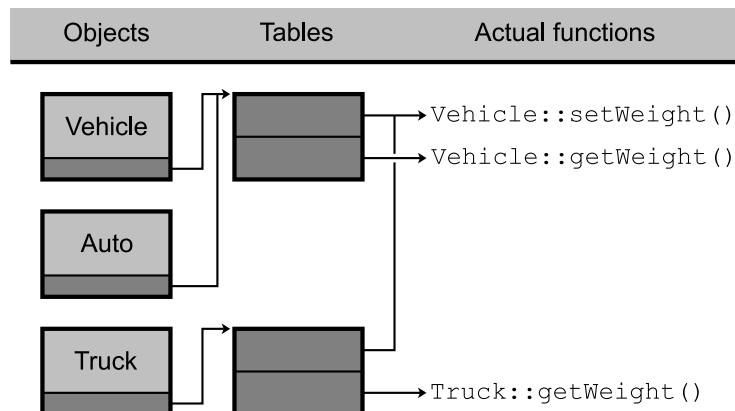 Objects Tables Actual functions
Vehicle
Vehicle::setWeight()
Vehicle::getWeight()
Auto
Truck
Truck::getWeight()